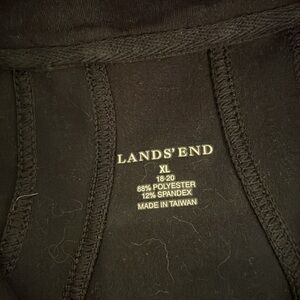 LANDS' END
XL
18-20
88% POLYESTER
12% SPANDEX
MADE IN TAIWAN